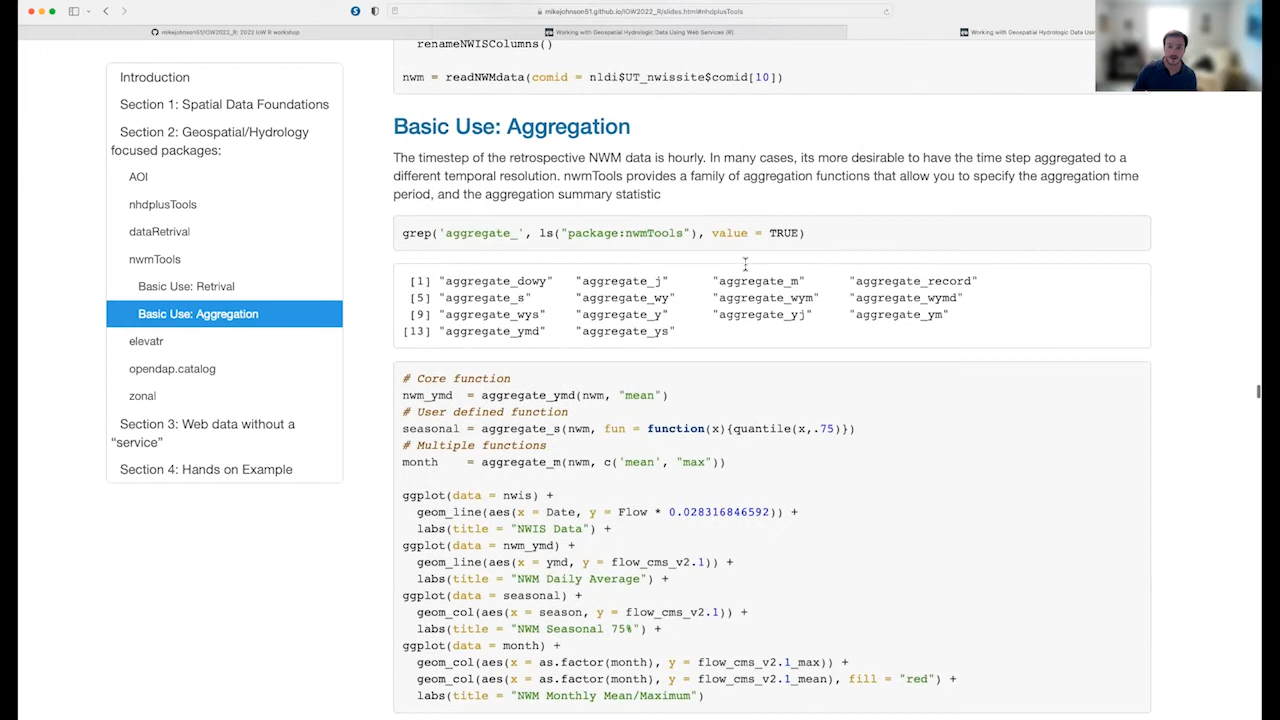 mikejohnson51.github.io/IOW2022_R/slides.html#nhdplusTools
mikejohnson51/IOW2022_R: 2022 IoW R workshop
Working with Geospatial Hydrologic Data Using Web Services (R)
Working with Geospatial Hydrologic Data Usin
Introduction
Section 1: Spatial Data Foundations
Section 2: Geospatial/Hydrology
focused packages:
AOI
nhdplusTools
dataRetrival
nwmTools
Basic Use: Retrival
Basic Use: Aggregation
elevatr
opendap.catalog
zonal
Section 3: Web data without a
“service”
Section 4: Hands on Example
renameNWISColumns()
nwm = readNWMdata(comid = nldi$UT_nwissite$comid[10])
Basic Use: Aggregation
The timestep of the retrospective NWM data is hourly. In many cases, its more desirable to have the time step aggregated to a
different temporal resolution. nwmTools provides a family of aggregation functions that allow you to specify the aggregation time
period, and the aggregation summary statistic
grep('aggregate_', ls("package:nwmTools"), value = TRUE)
[1] "aggregate_dowy" "aggregate_j" "aggregate_m" "aggregate_record"
[5] "aggregate_s" "aggregate_wy" "aggregate_wym" "aggregate_wymd"
[9] "aggregate_wys" "aggregate_y" "aggregate_yj" "aggregate_ym"
[13] "aggregate_ymd" "aggregate_ys"
# Core function
nwm_ymd = aggregate_ymd(nwm, "mean")
# User defined function
seasonal = aggregate_s(nwm, fun = function(x){quantile(x,.75)})
# Multiple functions
month = aggregate_m(nwm, c('mean', "max"))
ggplot(data = nwis) +
geom_line(aes(x = Date, y = Flow * 0.028316846592)) +
labs(title = "NWIS Data") +
ggplot(data = nwm_ymd) +
geom_line(aes(x = ymd, y = flow_cms_v2.1)) +
labs(title = "NWM Daily Average") +
ggplot(data = seasonal) +
geom_col(aes(x = season, y = flow_cms_v2.1)) +
labs(title = "NWM Seasonal 75%") +
ggplot(data = month) +
geom_col(aes(x = as.factor(month), y = flow_cms_v2.1_max)) +
geom_col(aes(x = as.factor(month), y = flow_cms_v2.1_mean), fill = "red") +
labs(title = "NWM Monthly Mean/Maximum")